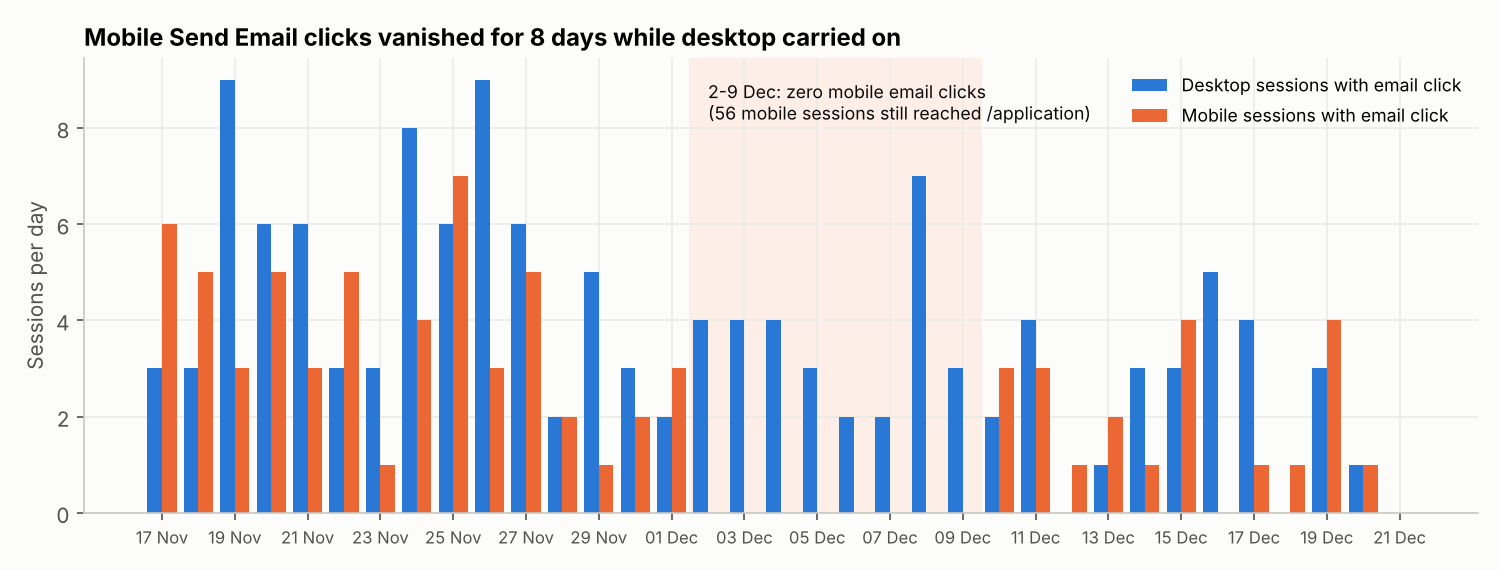 Mobile Send Email clicks vanished for 8 days while desktop carried on
2-9 Dec: zero mobile email clicks
(56 mobile sessions still reached /application)
Desktop sessions with email click
Mobile sessions with email click
Sessions per day
8
6
4
2
0
17 Nov 19 Nov 21 Nov 23 Nov 25 Nov 27 Nov 29 Nov 01 Dec 03 Dec 05 Dec 07 Dec 09 Dec 11 Dec 13 Dec 15 Dec 17 Dec 19 Dec 21 Dec